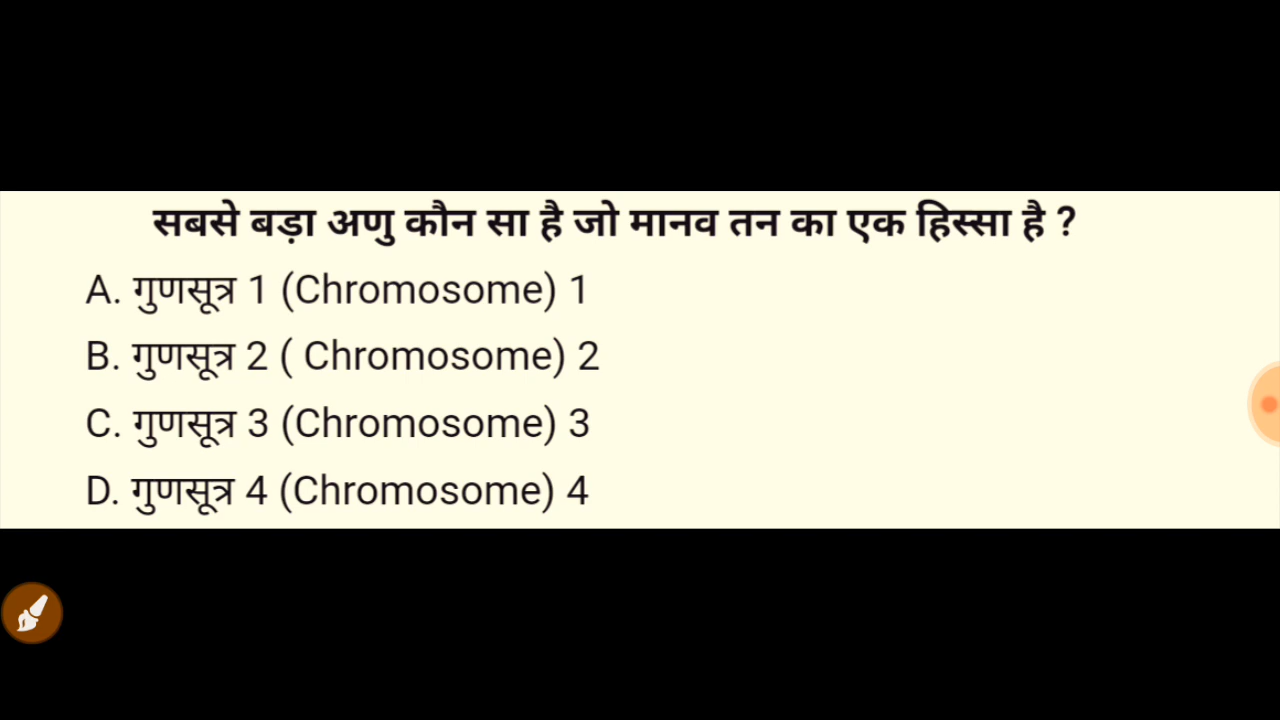 सबसे बड़ा अणु कौन सा है जो मानव तन का एक हिस्सा है ?
A. गुणसूत्र 1 (Chromosome) 1
B. गुणसूत्र 2 ( Chromosome) 2
C. गुणसूत्र 3 (Chromosome) 3
D. गुणसूत्र 4 (Chromosome) 4